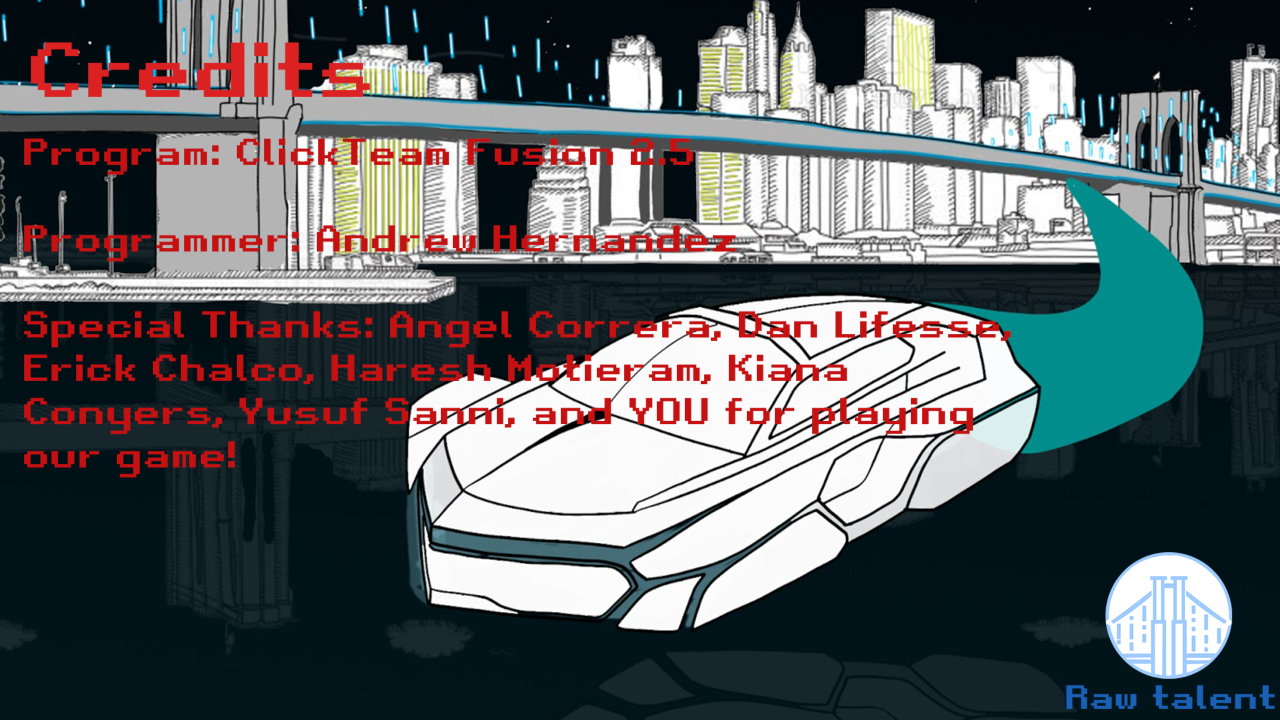 Credits
Program: ClickTeam Fusion 2.5
Programmer: Andrew Hernandez
Special Thanks: Angel Correra, Dan Lifesse,
Erick Chalco, Haresh Motieram, Kiana
Conyers, Yusuf Sanni, and YOU for playing
our game!
Raw talent